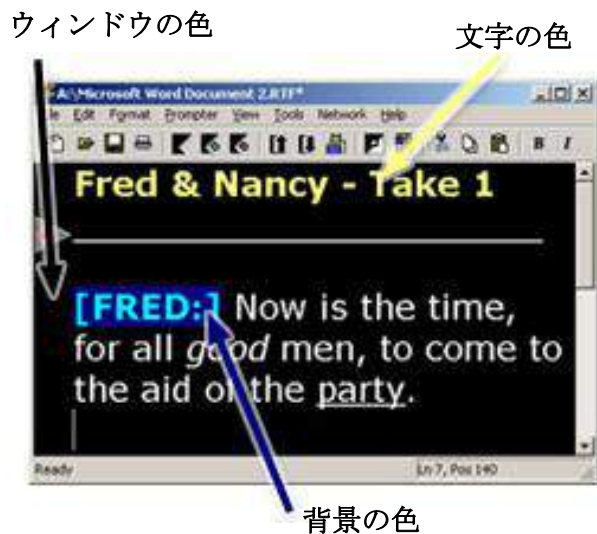 ウィンドウの色
文字の色
A:\Microsoft Word Document 2.RTF*
Edit Format Prompter View Tools Network Help
B I
Fred & Nancy - Take 1
[FRED:] Now is the time,
for all good men, to come to
the aid of the party.
Ready Ln 7, Pos 140
背景の色